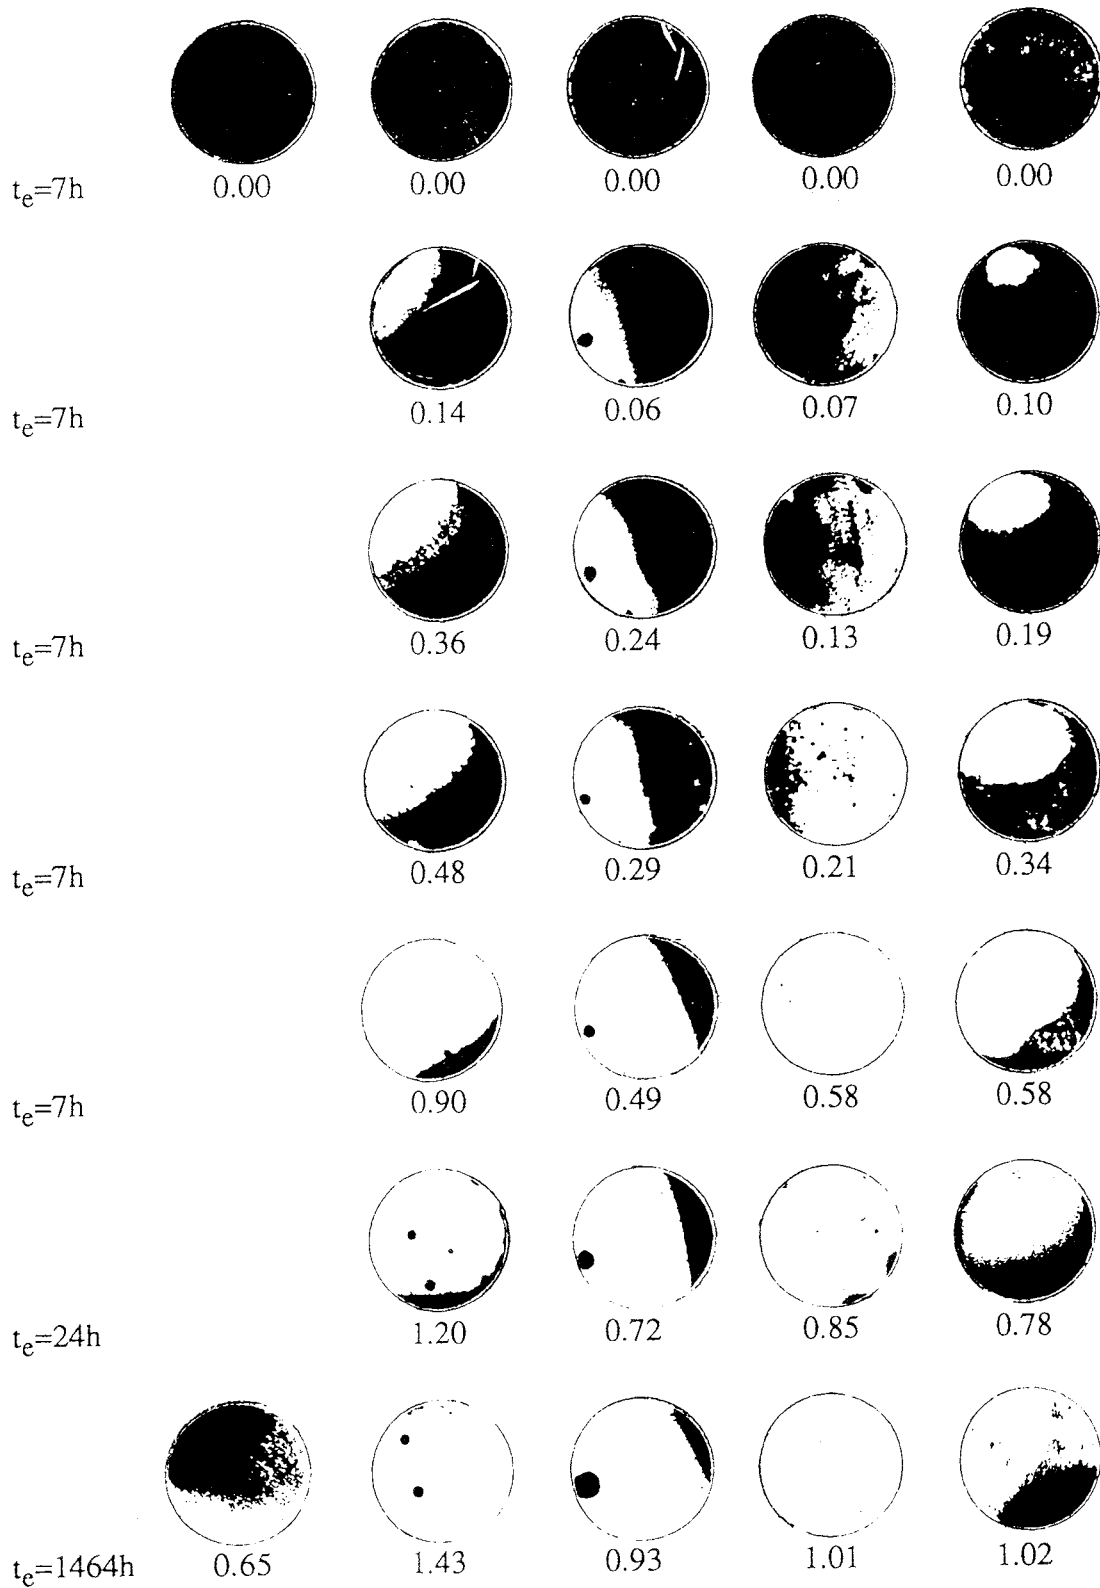 t_e=7h 0.00 0.00 0.00 0.00 0.00
t_e=7h 0.14 0.06 0.07 0.10
t_e=7h 0.36 0.24 0.13 0.19
t_e=7h 0.48 0.29 0.21 0.34
t_e=7h 0.90 0.49 0.58 0.58
t_e=24h 1.20 0.72 0.85 0.78
t_e=1464h 0.65 1.43 0.93 1.01 1.02